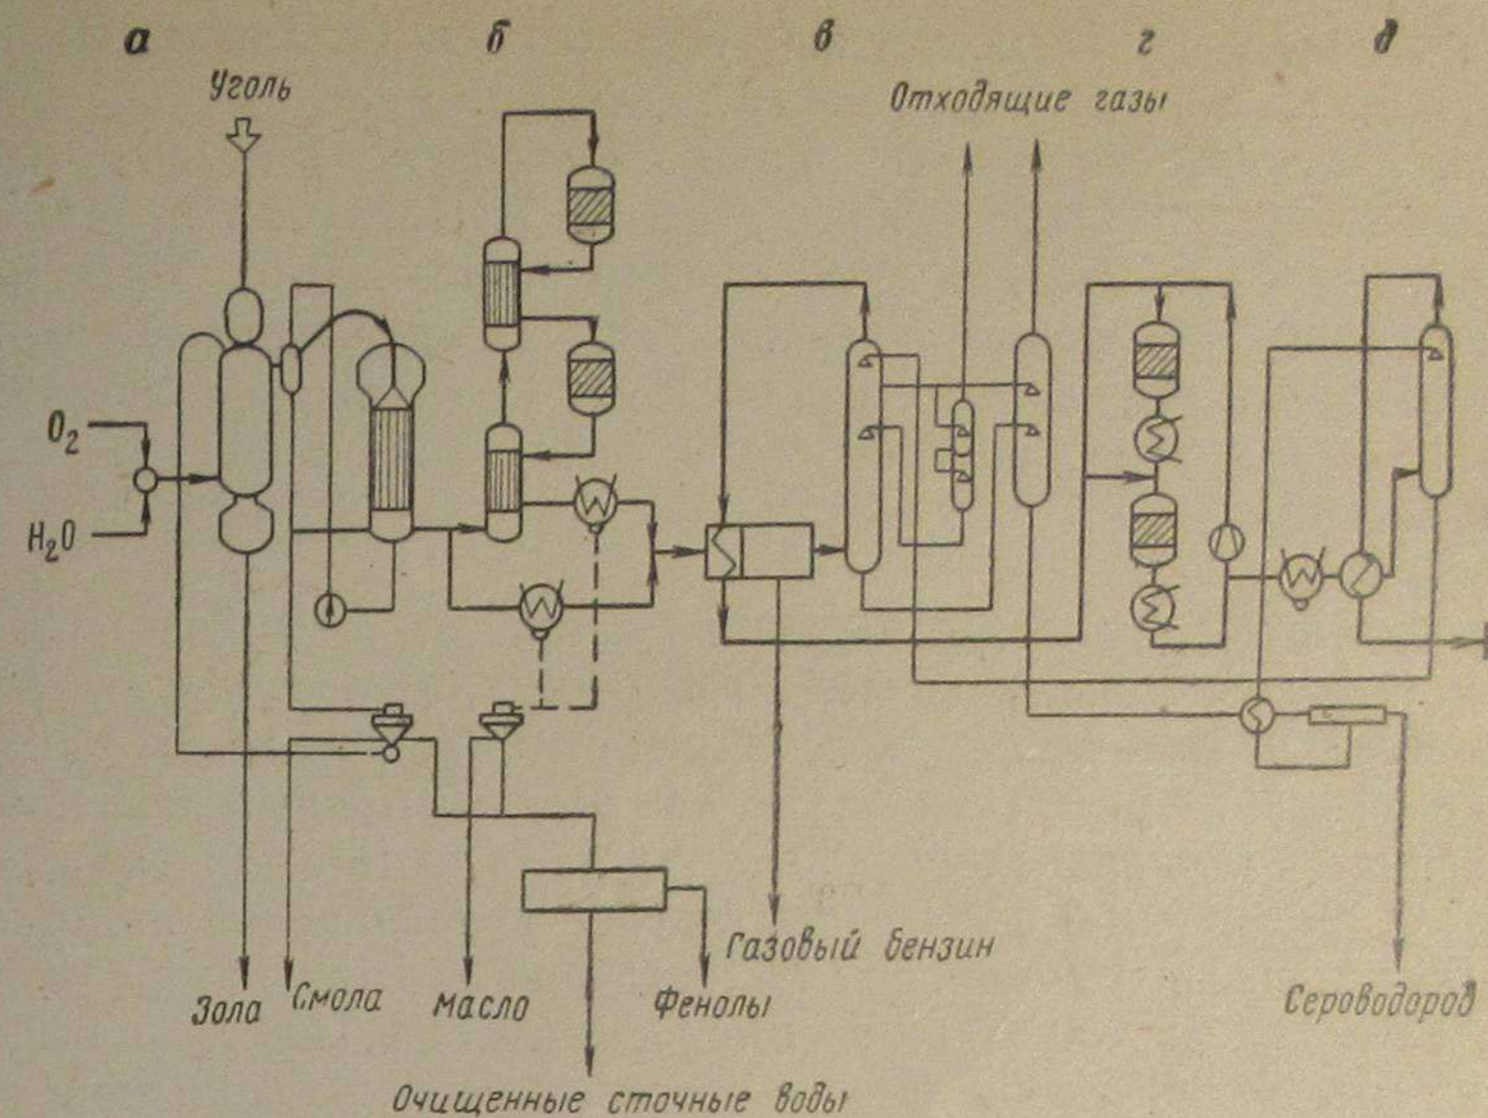 а б в г д
Уголь
Отходящие газы
O2
H2O
Газовый бензин
Зола
Смола
Масло
Фенолы
Сероводород
Очищенные сточные воды